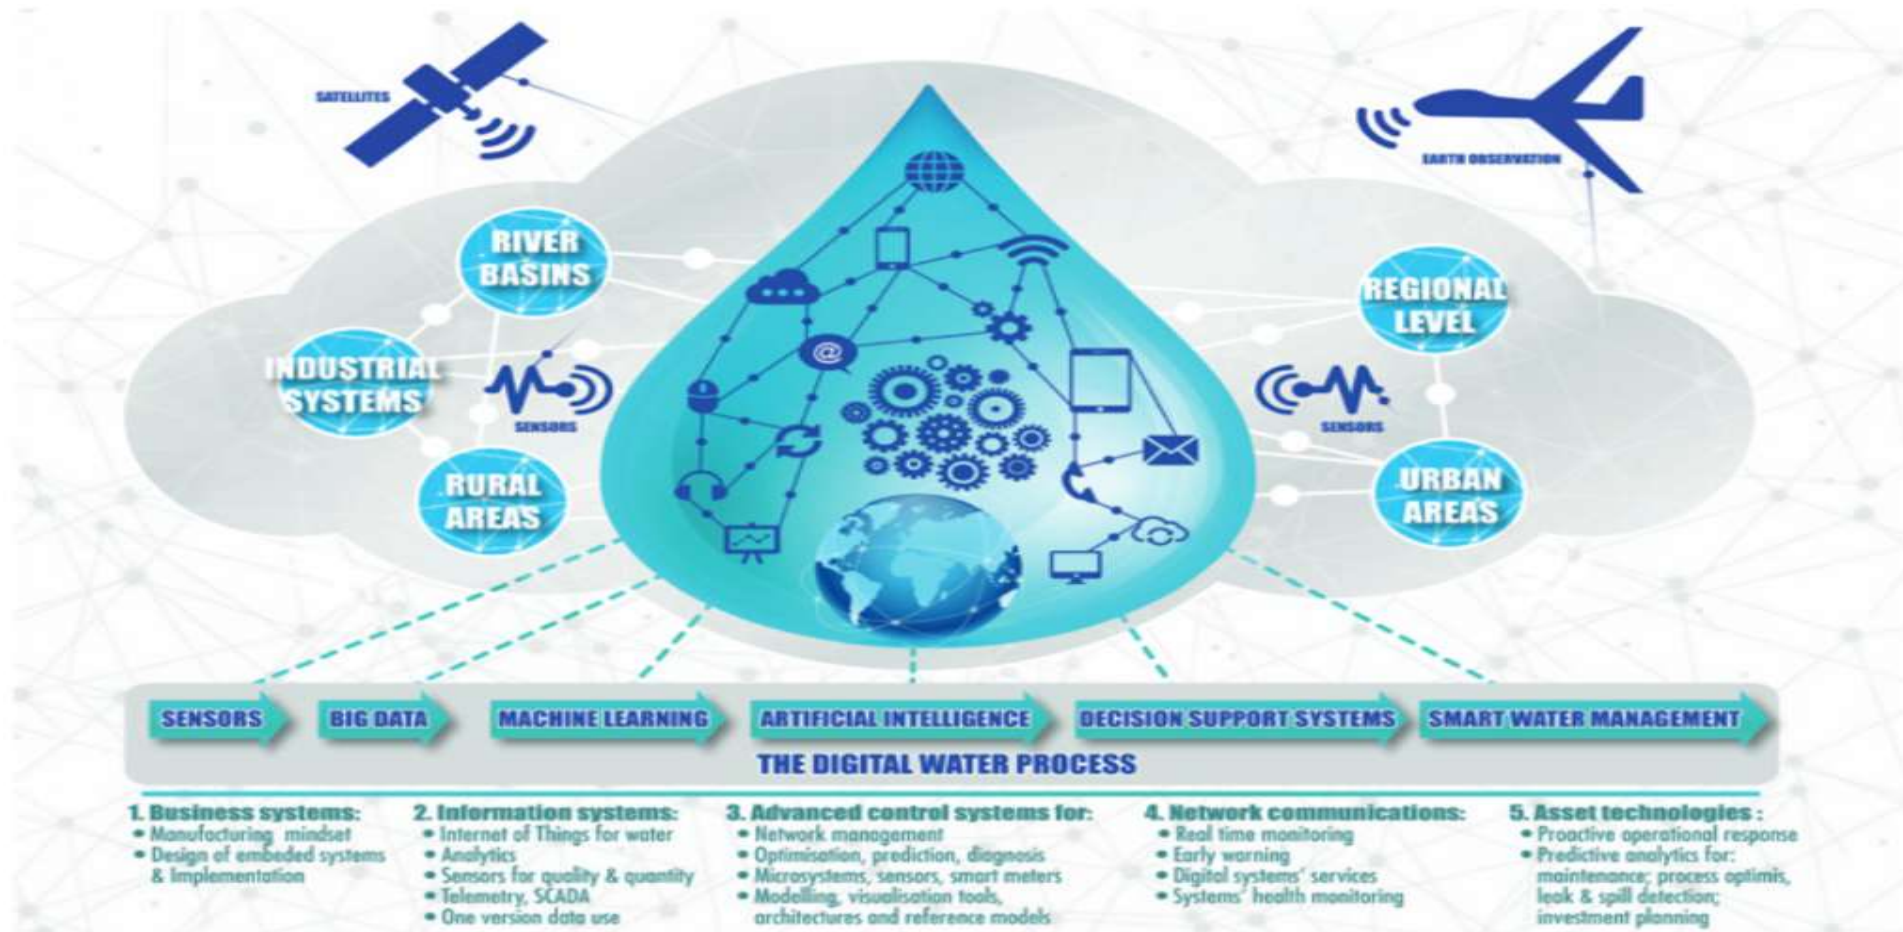 SATELLITES
EARTH OBSERVATION
RIVER
BASINS
REGIONAL
LEVEL
INDUSTRIAL
SYSTEMS
SENSORS
SENSORS
RURAL
AREAS
URBAN
AREAS
@
SENSORS
BIG DATA
MACHINE LEARNING
ARTIFICIAL INTELLIGENCE
DECISION SUPPORT SYSTEMS
SMART WATER MANAGEMENT
THE DIGITAL WATER PROCESS
1. Business systems:
• Manufacturing mindset
• Design of embeded systems
& Implementation
2. Information systems:
• Internet of Things for water
• Analytics
• Sensors for quality & quantity
• Telemetry, SCADA
• One version data use
3. Advanced control systems for:
• Network management
• Optimisation, prediction, diagnosis
• Microsystems, sensors, smart meters
• Modelling, visualisation tools,
architectures and reference models
4. Network communications:
• Real time monitoring
• Early warning
• Digital systems' services
• Systems' health monitoring
5. Asset technologies :
• Proactive operational response
• Predictive analytics for:
maintenance; process optimis,
leak & spill detection;
investment planning